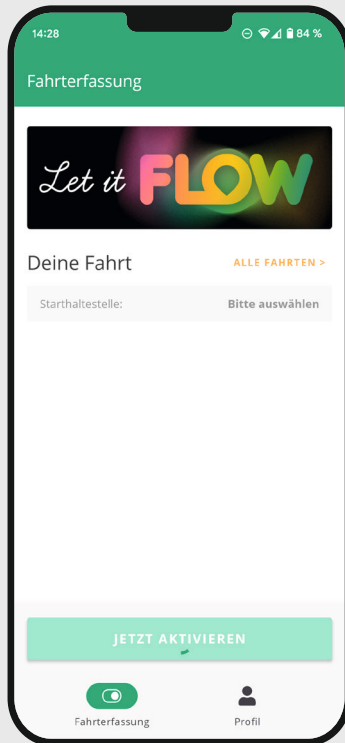 14:28 84 %
Fahrterfassung
Let it FLOW
Deine Fahrt ALLE FAHRTEN >
Starthaltestelle: Bitte auswählen
JETZT AKTIVIEREN
Fahrterfassung Profil